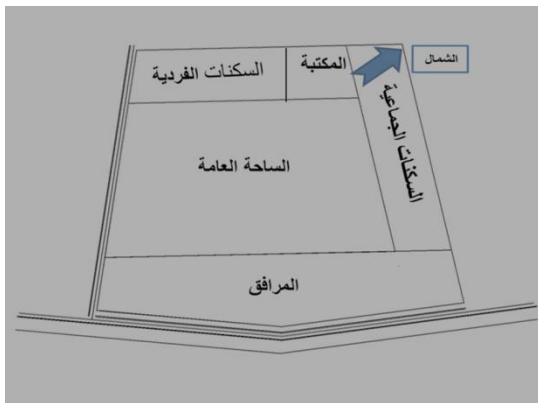 الشمال
المكتبة
السكنات الفردية
السكنات الجماعية
الساحة العامة
المرافق